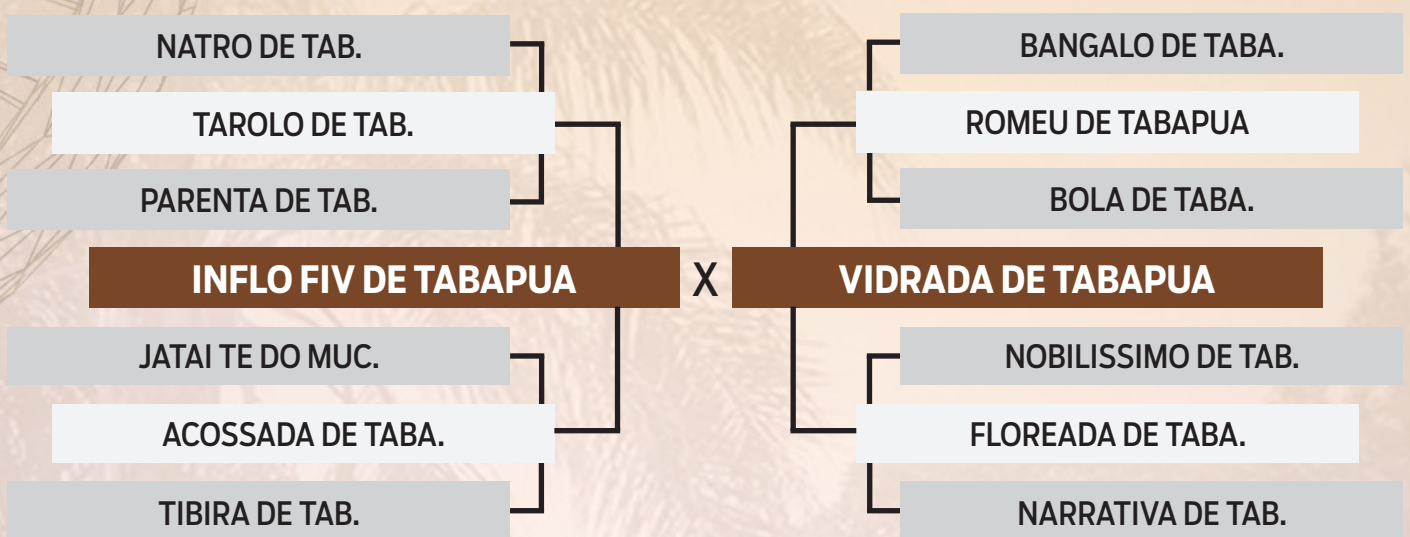 NATRO DE TAB.
TAROLO DE TAB.
PARENTA DE TAB.
INFLO FIV DE TABAPUA
JATAI TE DO MUC.
ACOSSADA DE TABA.
TIBIRA DE TAB.
X
BANGALO DE TABA.
ROMEU DE TABAPUA
BOLA DE TABA.
VIDRADA DE TABAPUA
NOBILISSIMO DE TAB.
FLOREADA DE TABA.
NARRATIVA DE TAB.